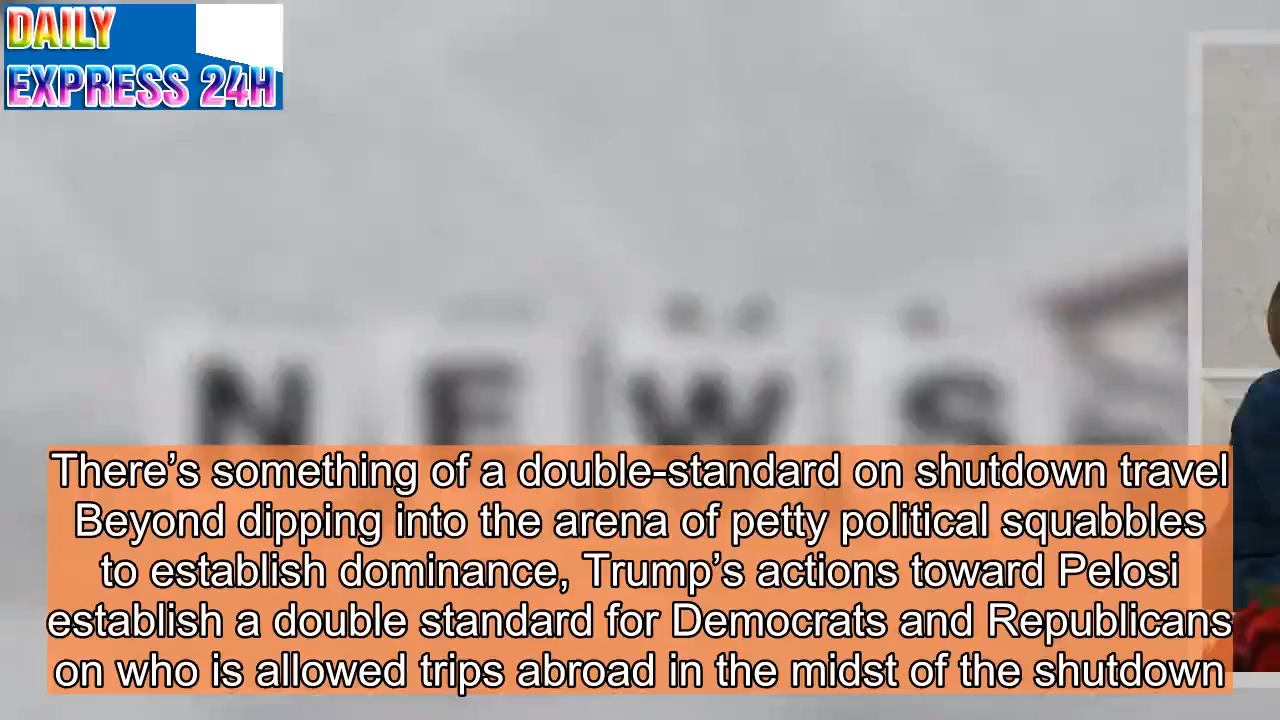 DAILY
EXPRESS 24H
NEWS
There’s something of a double-standard on shutdown travel
Beyond dipping into the arena of petty political squabbles
to establish dominance, Trump’s actions toward Pelosi
establish a double standard for Democrats and Republicans
on who is allowed trips abroad in the midst of the shutdown